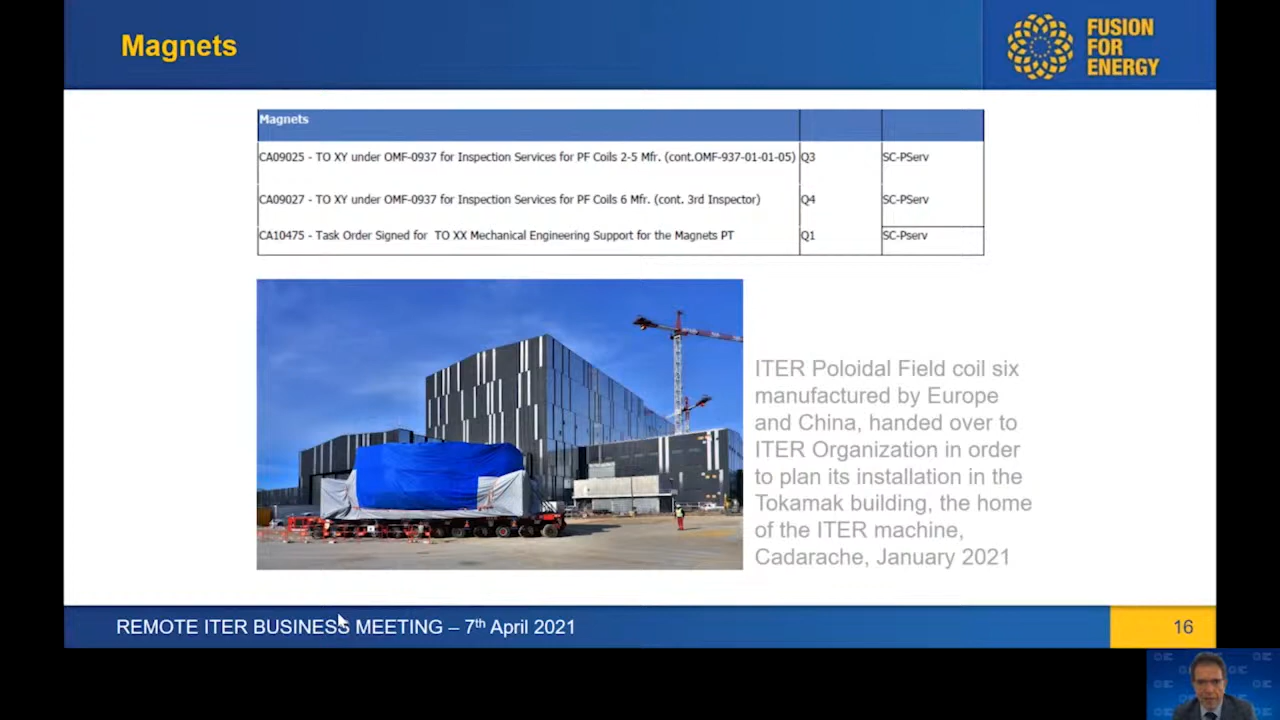 Magnets
FUSION
FOR
ENERGY
Magnets
CA09025 - TO XY under OMF-0937 for Inspection Services for PF Coils 2-5 Mfr. (cont.OMF-937-01-01-05) Q3 SC-PServ
CA09027 - TO XY under OMF-0937 for Inspection Services for PF Coils 6 Mfr. (cont. 3rd Inspector) Q4 SC-PServ
CA10475 - Task Order Signed for TO XX Mechanical Engineering Support for the Magnets PT Q1 SC-Pserv
ITER Poloidal Field coil six
manufactured by Europe
and China, handed over to
ITER Organization in order
to plan its installation in the
Tokamak building, the home
of the ITER machine,
Cadarache, January 2021
REMOTE ITER BUSINESS MEETING – 7th April 2021
16